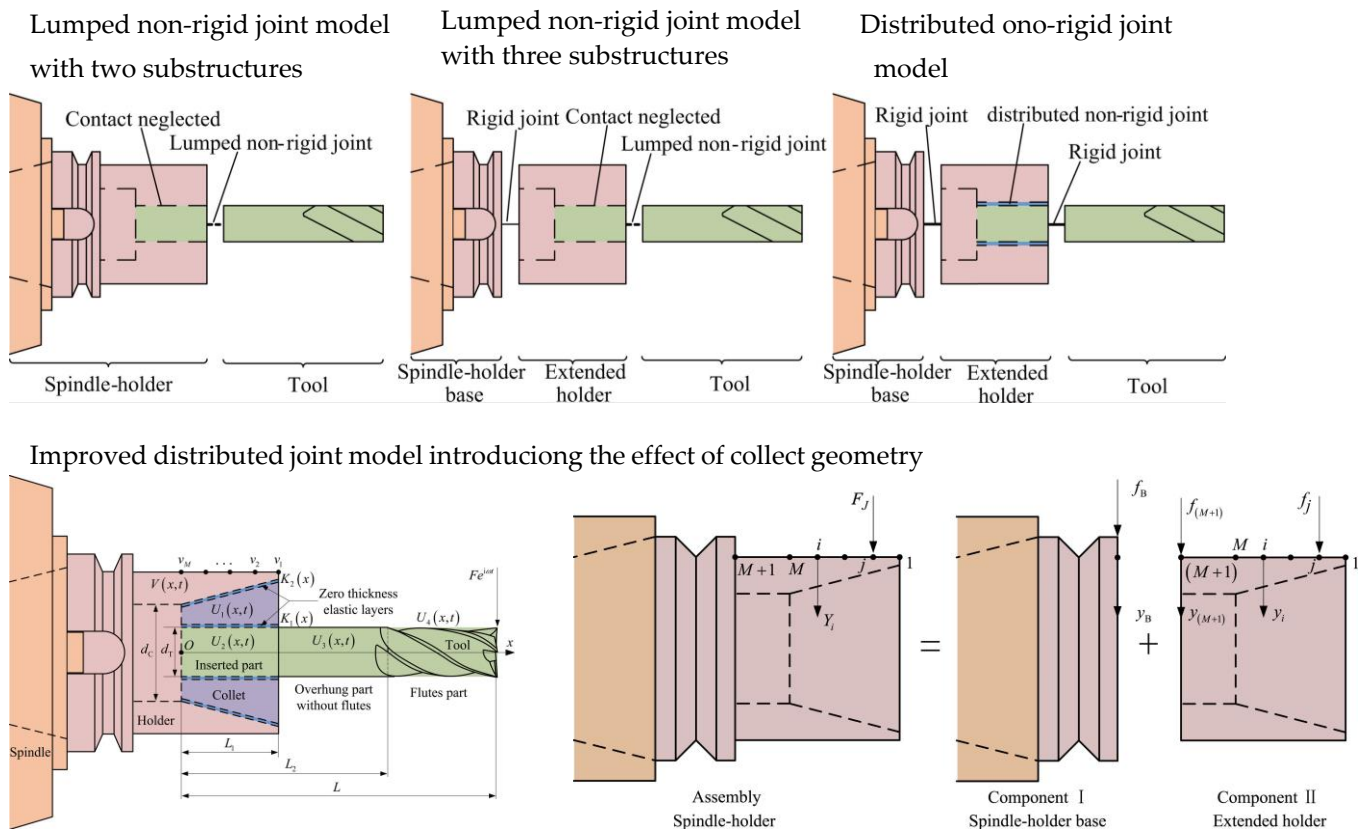 Lumped non-rigid joint model
with two substructures
Lumped non-rigid joint model
with three substructures
Distributed ono-rigid joint
model
Contact neglected
Lumped non-rigid joint
Spindle-holder
Tool
Rigid joint
Contact neglected
Lumped non-rigid joint
Spindle-holder
base
Extended
holder
Tool
Rigid joint
distributed non-rigid joint
Rigid joint
Spindle-holder
base
Extended
holder
Tool
Improved distributed joint model introduciong the effect of collect geometry
v_M ... v_2 v_1
V(x,t)
K_2(x)
Zero thickness
elastic layers
U_1(x,t)
K_1(x)
U_4(x,t)
Fe^{iωt}
d_C
d_T
O
U_2(x,t)
U_3(x,t)
Tool
x
Inserted part
Collet
Overhung part
without flutes
Flutes part
Holder
Spindle
L_1
L_2
L
F_J
M+1
M
i
j
1
Y_i
Assembly
Spindle-holder
=
f_B
y_B
Component I
Spindle-holder base
+
f_{(M+1)}
f_j
M
i
(M+1)
j
1
y_{(M+1)}
y_i
Component II
Extended holder